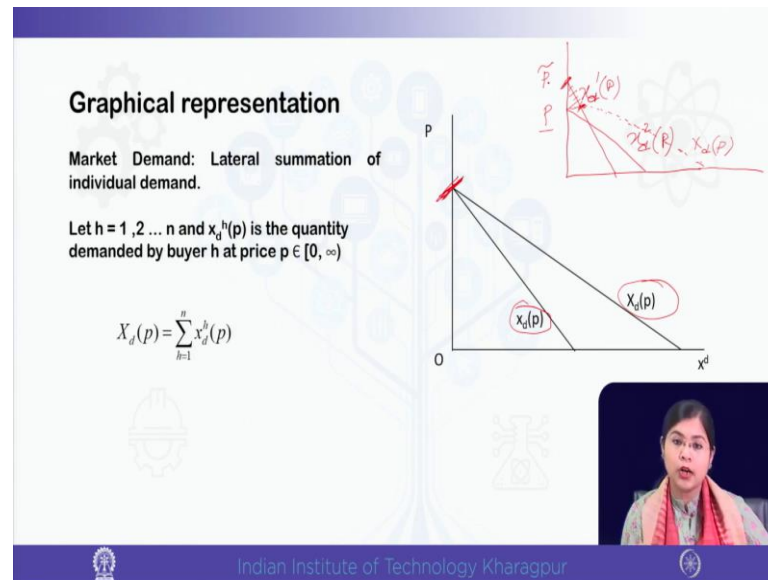 Graphical representation
Market Demand: Lateral summation of
individual demand.
Let h = 1 ,2 ... n and x_d^h(p) is the quantity
demanded by buyer h at price p ∈ [0, ∞)
X_d(p) = ∑_{h=1}^{n} x_d^h(p)
P
x_d(p)
X_d(p)
O
x^d
p̃
P
x_d^1(p)
x_d^2(p)
x_d(p)
Indian Institute of Technology Kharagpur